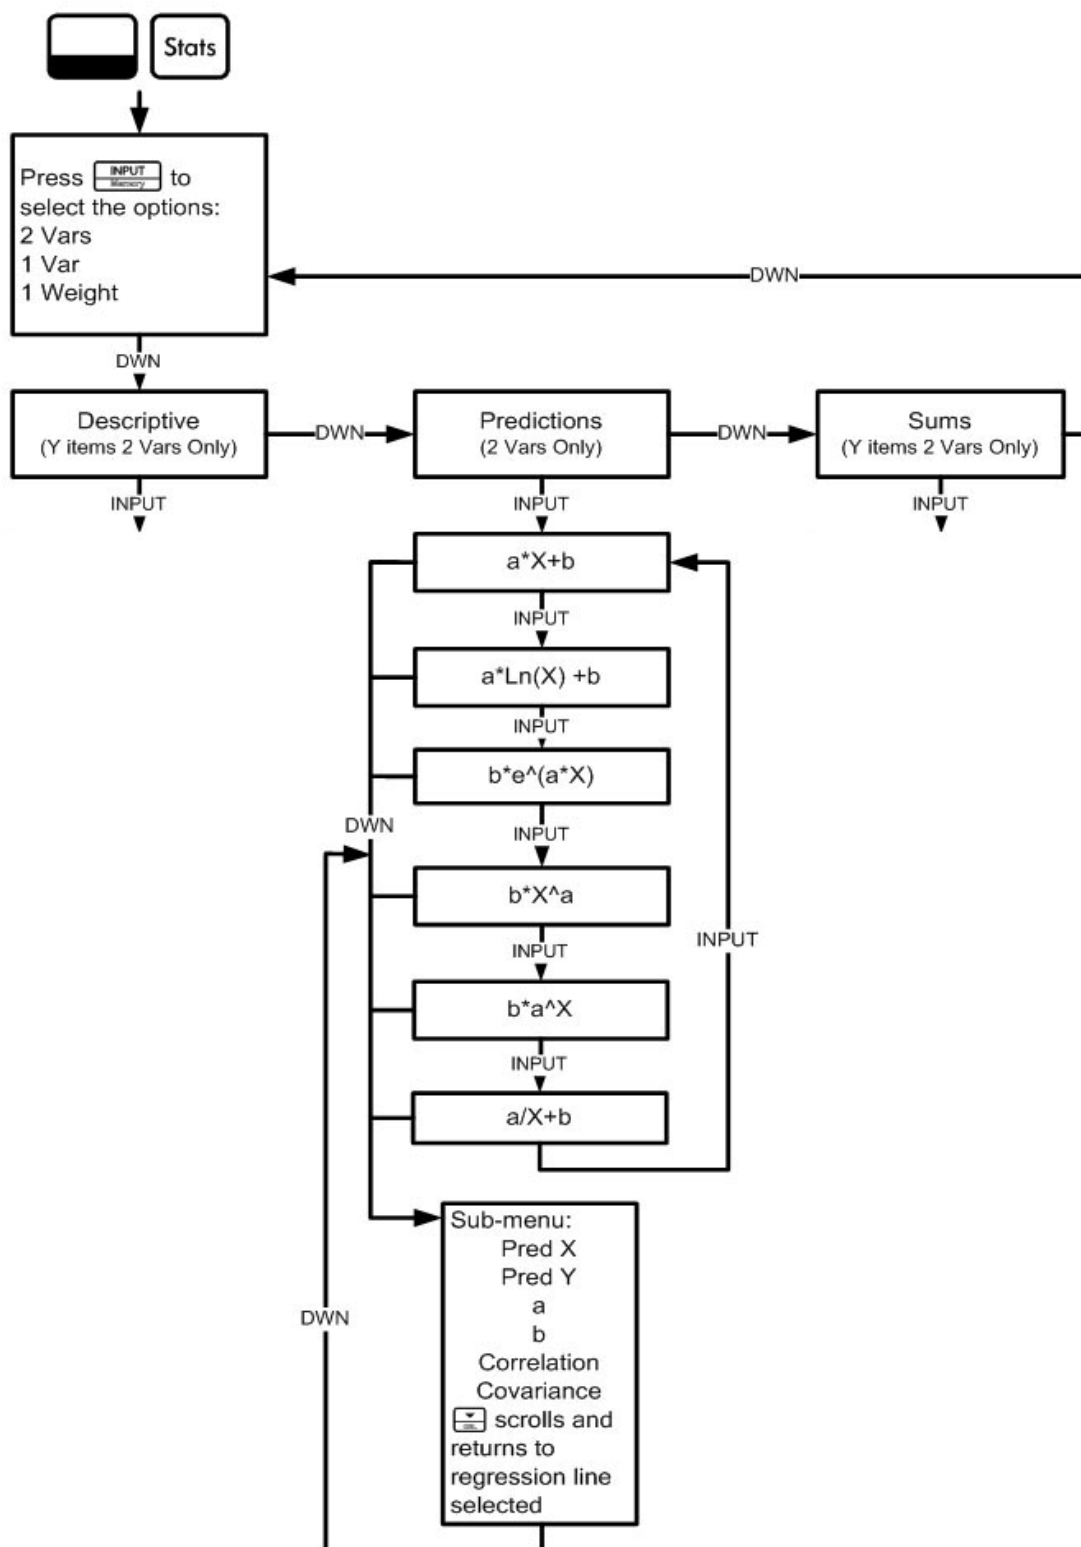 Stats
Press INPUT Memory to
select the options:
2 Vars
1 Var
1 Weight
DWN
DWN
Descriptive
(Y items 2 Vars Only)
DWN
Predictions
(2 Vars Only)
DWN
Sums
(Y items 2 Vars Only)
INPUT
INPUT
INPUT
a*X+b
INPUT
a*Ln(X) +b
INPUT
b*e^(a*X)
DWN
INPUT
b*X^a
INPUT
INPUT
b*a^X
INPUT
a/X+b
Sub-menu:
Pred X
Pred Y
a
b
Correlation
Covariance
scrolls and
returns to
regression line
selected
DWN